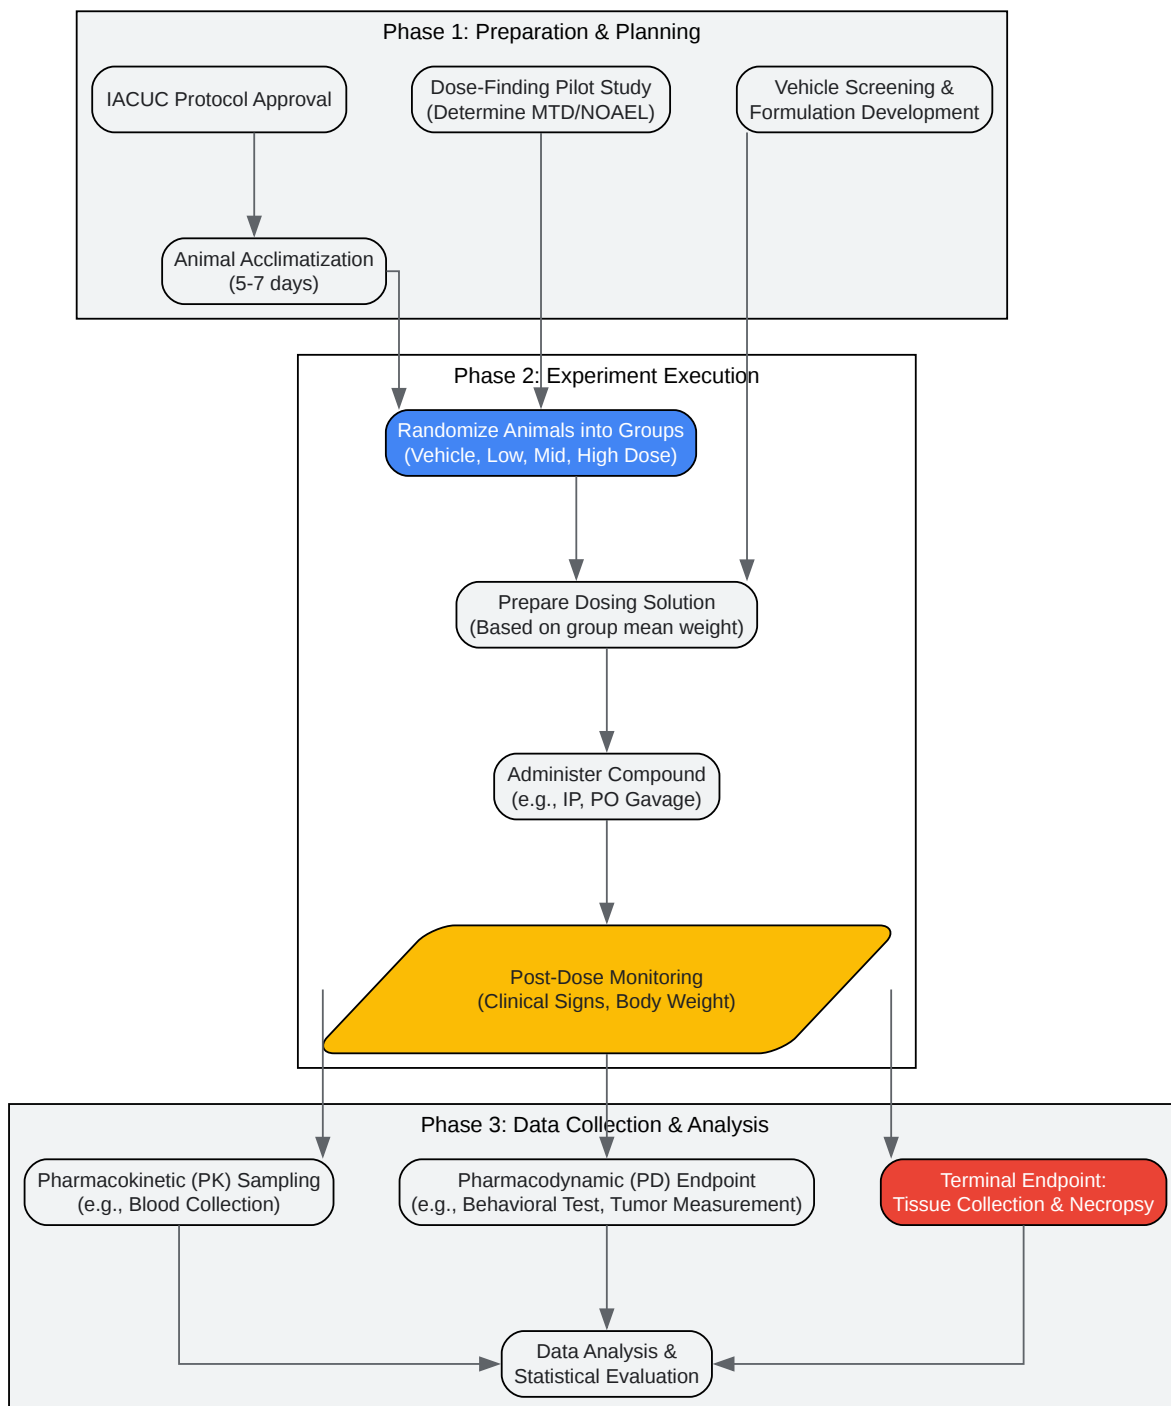 Phase 1: Preparation & Planning
IACUC Protocol Approval
Dose-Finding Pilot Study
(Determine MTD/NOAEL)
Vehicle Screening &
Formulation Development
Animal Acclimatization
(5-7 days)
Phase 2: Experiment Execution
Randomize Animals into Groups
(Vehicle, Low, Mid, High Dose)
Prepare Dosing Solution
(Based on group mean weight)
Administer Compound
(e.g., IP, PO Gavage)
Post-Dose Monitoring
(Clinical Signs, Body Weight)
Phase 3: Data Collection & Analysis
Pharmacokinetic (PK) Sampling
(e.g., Blood Collection)
Pharmacodynamic (PD) Endpoint
(e.g., Behavioral Test, Tumor Measurement)
Terminal Endpoint:
Tissue Collection & Necropsy
Data Analysis &
Statistical Evaluation